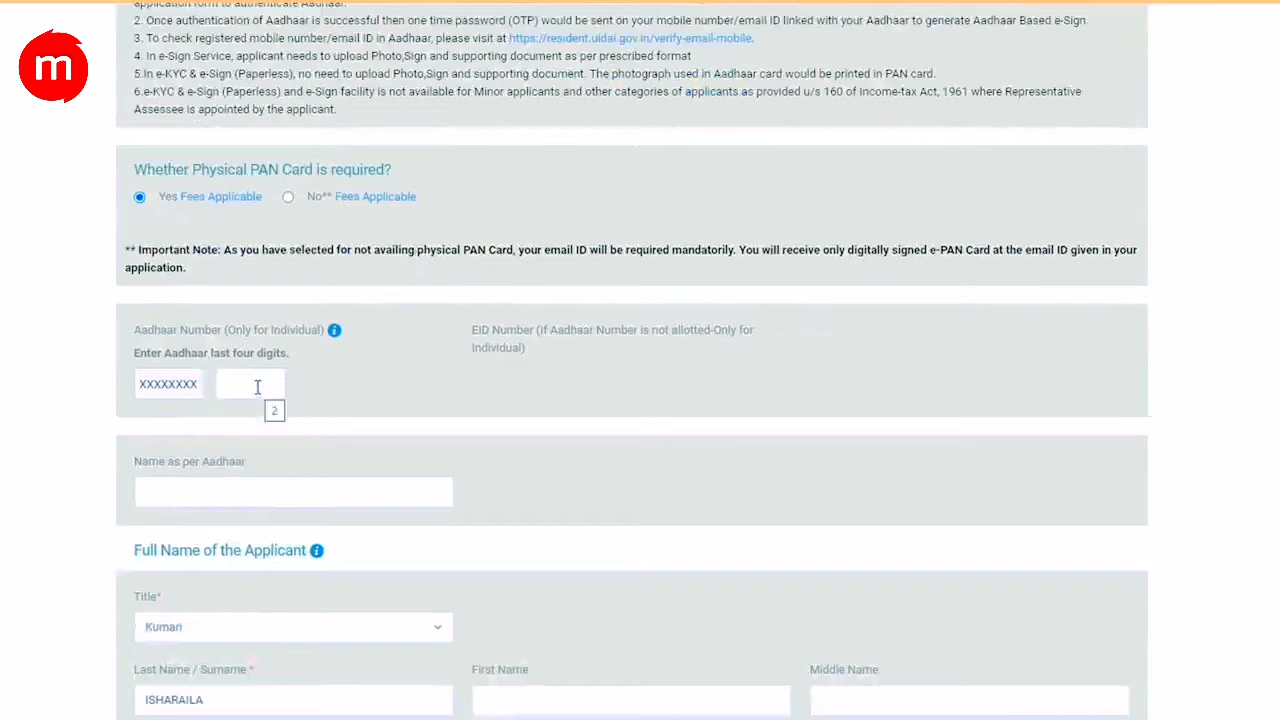 application form to authenticate Aadhaar.
2. Once authentication of Aadhaar is successful then one time password (OTP) would be sent on your mobile number/email ID linked with your Aadhaar to generate Aadhaar Based e-Sign.
3. To check registered mobile number/email ID in Aadhaar, please visit at https://resident.uidai.gov.in/verify-email-mobile.
4. In e-Sign Service, applicant needs to upload Photo,Sign and supporting document as per prescribed format
5.In e-KYC & e-Sign (Paperless), no need to upload Photo,Sign and supporting document. The photograph used in Aadhaar card would be printed in PAN card.
6.e-KYC & e-Sign (Paperless) and e-Sign facility is not available for Minor applicants and other categories of applicants as provided u/s 160 of Income-tax Act, 1961 where Representative
Assessee is appointed by the applicant.
m
Whether Physical PAN Card is required?
Yes Fees Applicable No** Fees Applicable
** Important Note: As you have selected for not availing physical PAN Card, your email ID will be required mandatorily. You will receive only digitally signed e-PAN Card at the email ID given in your
application.
Aadhaar Number (Only for Individual)
Enter Aadhaar last four digits.
XXXXXXXX
2
EID Number (If Aadhaar Number is not allotted-Only for
Individual)
Name as per Aadhaar
Full Name of the Applicant
Title*
Kumari
Last Name / Surname * First Name Middle Name
ISHARAILA